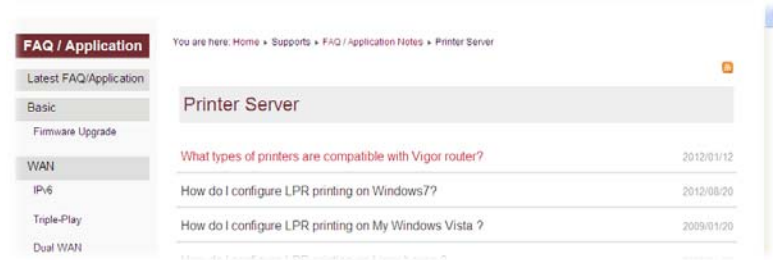 FAQ / Application
Latest FAQ/Application
Basic
Firmware Upgrade
WAN
IPv6
Triple-Play
Dual WAN
You are here: Home » Supports » FAQ / Application Notes » Printer Server
Printer Server
What types of printers are compatible with Vigor router? 2012/01/12
How do I configure LPR printing on Windows7? 2012/08/20
How do I configure LPR printing on My Windows Vista ? 2009/01/20